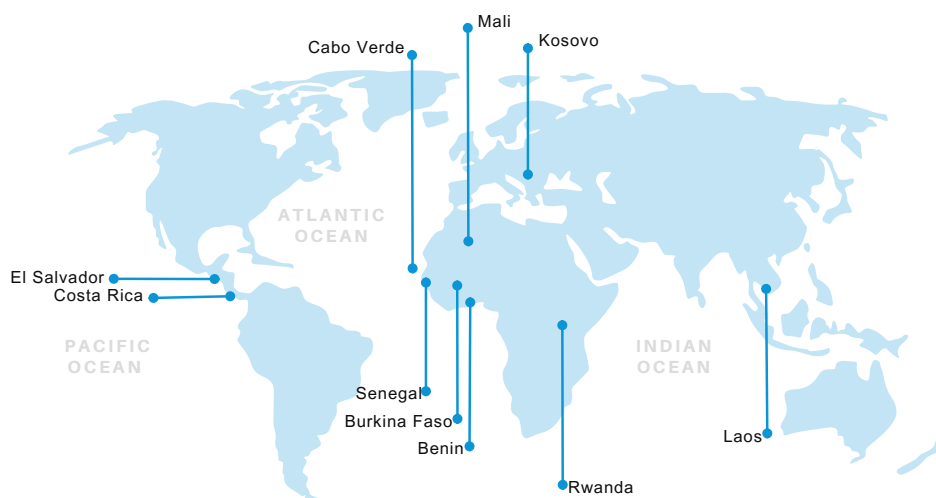 Mali
Cabo Verde
Kosovo
ATLANTIC
OCEAN
El Salvador
Costa Rica
PACIFIC
OCEAN
INDIAN
OCEAN
Senegal
Burkina Faso
Benin
Laos
Rwanda